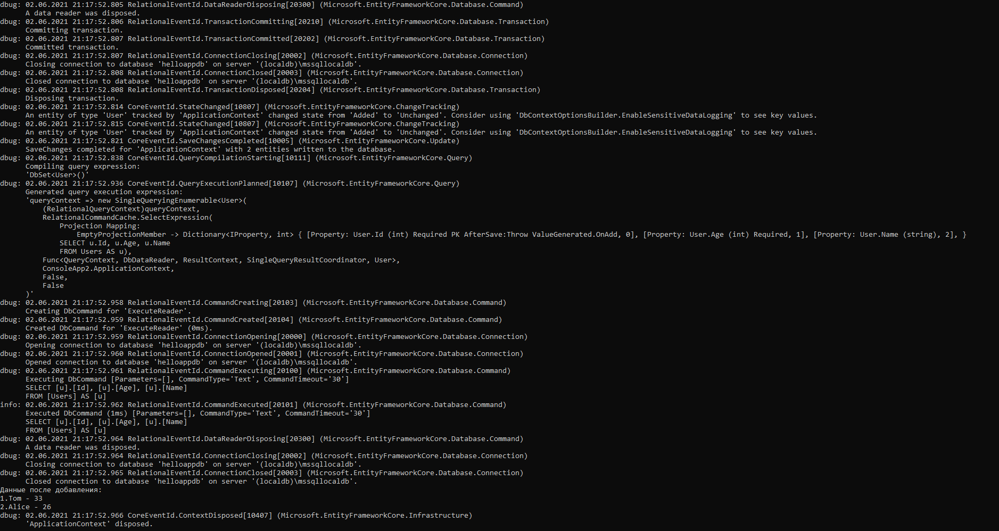 dbug: 02.06.2021 21:17:52.805 RelationalEventId.DataReaderDisposing[20300] (Microsoft.EntityFrameworkCore.Database.Command)
      A data reader was disposed.
dbug: 02.06.2021 21:17:52.806 RelationalEventId.TransactionCommitting[20210] (Microsoft.EntityFrameworkCore.Database.Transaction)
      Committing transaction.
dbug: 02.06.2021 21:17:52.807 RelationalEventId.TransactionCommitted[20202] (Microsoft.EntityFrameworkCore.Database.Transaction)
      Committed transaction.
dbug: 02.06.2021 21:17:52.807 RelationalEventId.ConnectionClosing[20002] (Microsoft.EntityFrameworkCore.Database.Connection)
      Closing connection to database 'helloappdb' on server '(localdb)\mssqllocaldb'.
dbug: 02.06.2021 21:17:52.808 RelationalEventId.ConnectionClosed[20003] (Microsoft.EntityFrameworkCore.Database.Connection)
      Closed connection to database 'helloappdb' on server '(localdb)\mssqllocaldb'.
dbug: 02.06.2021 21:17:52.808 RelationalEventId.TransactionDisposed[20204] (Microsoft.EntityFrameworkCore.Database.Transaction)
      Disposing transaction.
dbug: 02.06.2021 21:17:52.814 CoreEventId.StateChanged[10807] (Microsoft.EntityFrameworkCore.ChangeTracking)
      An entity of type 'User' tracked by 'ApplicationContext' changed state from 'Added' to 'Unchanged'. Consider using 'DbContextOptionsBuilder.EnableSensitiveDataLogging' to see key values.
dbug: 02.06.2021 21:17:52.815 CoreEventId.StateChanged[10807] (Microsoft.EntityFrameworkCore.ChangeTracking)
      An entity of type 'User' tracked by 'ApplicationContext' changed state from 'Added' to 'Unchanged'. Consider using 'DbContextOptionsBuilder.EnableSensitiveDataLogging' to see key values.
dbug: 02.06.2021 21:17:52.821 CoreEventId.SaveChangesCompleted[10005] (Microsoft.EntityFrameworkCore.Update)
      SaveChanges completed for 'ApplicationContext' with 2 entities written to the database.
dbug: 02.06.2021 21:17:52.838 CoreEventId.QueryCompilationStarting[10111] (Microsoft.EntityFrameworkCore.Query)
      Compiling query expression:
      'DbSet<User>()'
dbug: 02.06.2021 21:17:52.936 CoreEventId.QueryExecutionPlanned[10107] (Microsoft.EntityFrameworkCore.Query)
      Generated query execution expression:
      'queryContext => new SingleQueryingEnumerable<User>(
          (RelationalQueryContext)queryContext,
          RelationalCommandCache.SelectExpression(
              Projection Mapping:
                  EmptyProjectionMember -> Dictionary<IProperty, int> { [Property: User.Id (int) Required PK AfterSave:Throw ValueGenerated.OnAdd, 0], [Property: User.Age (int) Required, 1], [Property: User.Name (string), 2], }
              SELECT u.Id, u.Age, u.Name
              FROM Users AS u),
          Func<QueryContext, DbDataReader, ResultContext, SingleQueryResultCoordinator, User>,
          ConsoleApp2.ApplicationContext,
          False,
          False
      )'
dbug: 02.06.2021 21:17:52.958 RelationalEventId.CommandCreating[20103] (Microsoft.EntityFrameworkCore.Database.Command)
      Creating DbCommand for 'ExecuteReader'.
dbug: 02.06.2021 21:17:52.959 RelationalEventId.CommandCreated[20104] (Microsoft.EntityFrameworkCore.Database.Command)
      Created DbCommand for 'ExecuteReader' (0ms).
dbug: 02.06.2021 21:17:52.959 RelationalEventId.ConnectionOpening[20000] (Microsoft.EntityFrameworkCore.Database.Connection)
      Opening connection to database 'helloappdb' on server '(localdb)\mssqllocaldb'.
dbug: 02.06.2021 21:17:52.960 RelationalEventId.ConnectionOpened[20001] (Microsoft.EntityFrameworkCore.Database.Connection)
      Opened connection to database 'helloappdb' on server '(localdb)\mssqllocaldb'.
dbug: 02.06.2021 21:17:52.961 RelationalEventId.CommandExecuting[20100] (Microsoft.EntityFrameworkCore.Database.Command)
      Executing DbCommand [Parameters=[], CommandType='Text', CommandTimeout='30']
      SELECT [u].[Id], [u].[Age], [u].[Name]
      FROM [Users] AS [u]
info: 02.06.2021 21:17:52.962 RelationalEventId.CommandExecuted[20101] (Microsoft.EntityFrameworkCore.Database.Command)
      Executed DbCommand (1ms) [Parameters=[], CommandType='Text', CommandTimeout='30']
      SELECT [u].[Id], [u].[Age], [u].[Name]
      FROM [Users] AS [u]
dbug: 02.06.2021 21:17:52.964 RelationalEventId.DataReaderDisposing[20300] (Microsoft.EntityFrameworkCore.Database.Command)
      A data reader was disposed.
dbug: 02.06.2021 21:17:52.964 RelationalEventId.ConnectionClosing[20002] (Microsoft.EntityFrameworkCore.Database.Connection)
      Closing connection to database 'helloappdb' on server '(localdb)\mssqllocaldb'.
dbug: 02.06.2021 21:17:52.965 RelationalEventId.ConnectionClosed[20003] (Microsoft.EntityFrameworkCore.Database.Connection)
      Closed connection to database 'helloappdb' on server '(localdb)\mssqllocaldb'.
Данные после добавления:
1.Tom - 33
2.Alice - 26
dbug: 02.06.2021 21:17:52.966 CoreEventId.ContextDisposed[10407] (Microsoft.EntityFrameworkCore.Infrastructure)
      'ApplicationContext' disposed.